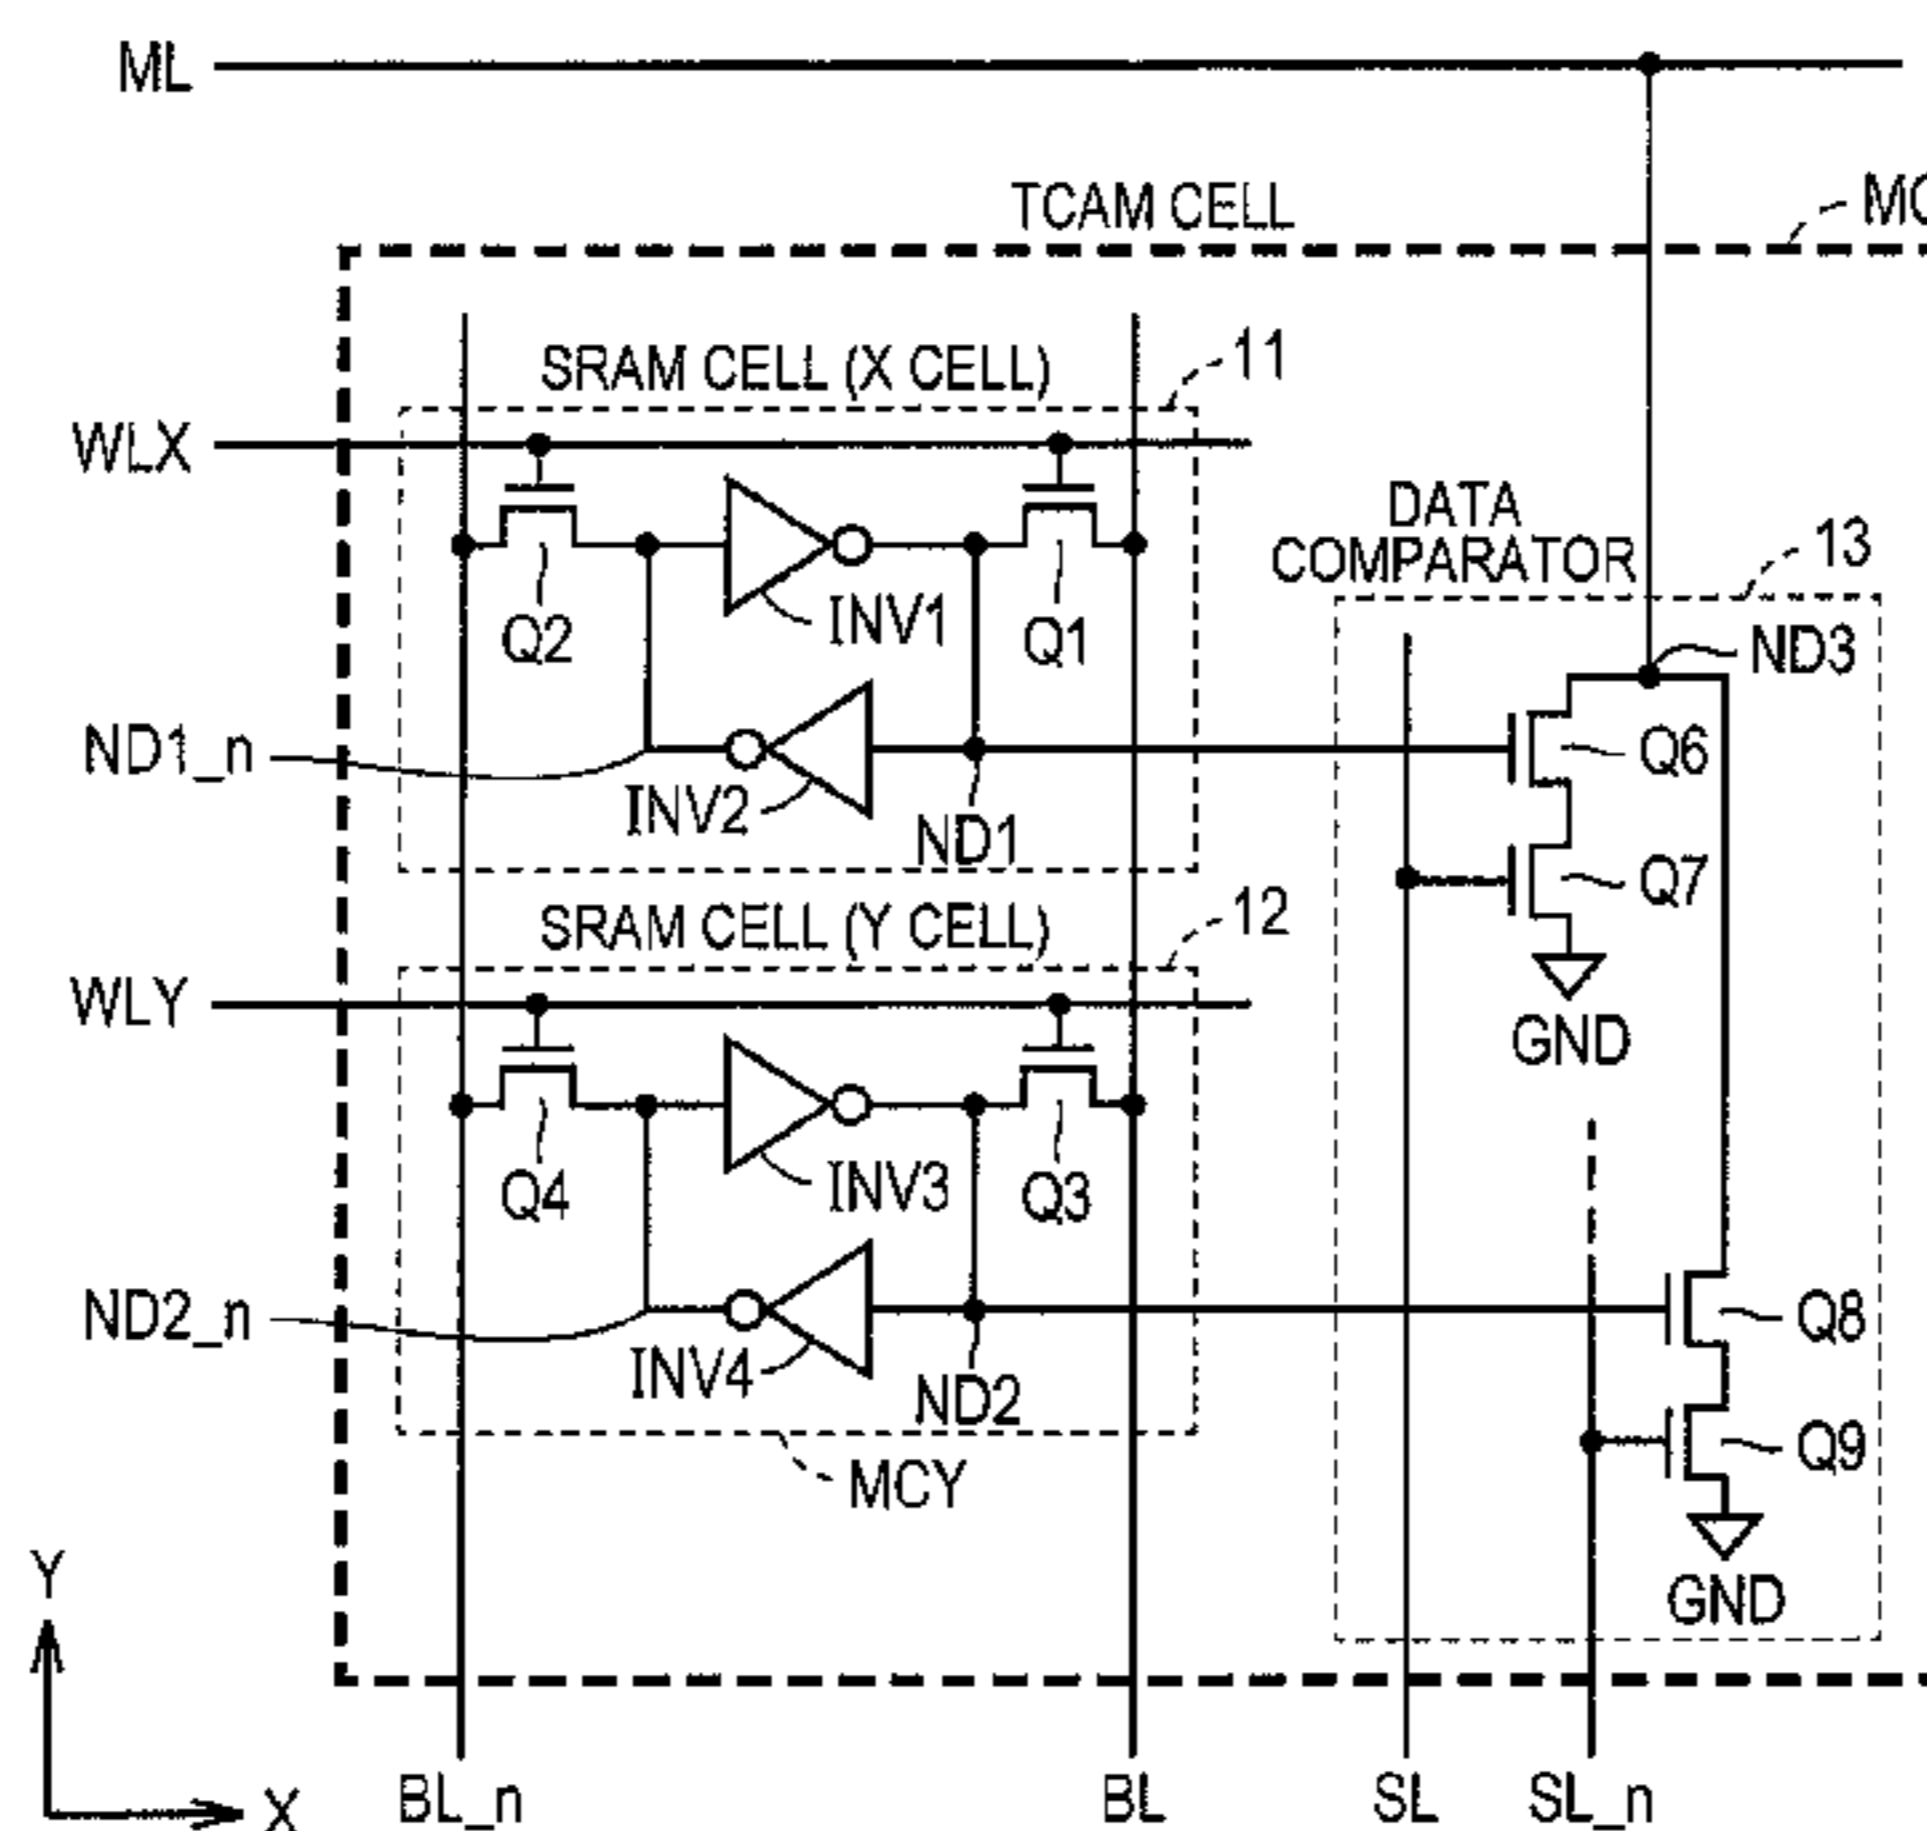 ML
TCAM CELL
MC
SRAM CELL (X CELL)
11
WLX
DATA
COMPARATOR
13
Q2
INV1
Q1
ND3
ND1_n
INV2
ND1
Q6
Q7
SRAM CELL (Y CELL)
12
WLY
GND
Q4
INV3
Q3
ND2_n
INV4
ND2
Q8
Q9
MCY
GND
Y
X
BL_n
BL
SL
SL_n